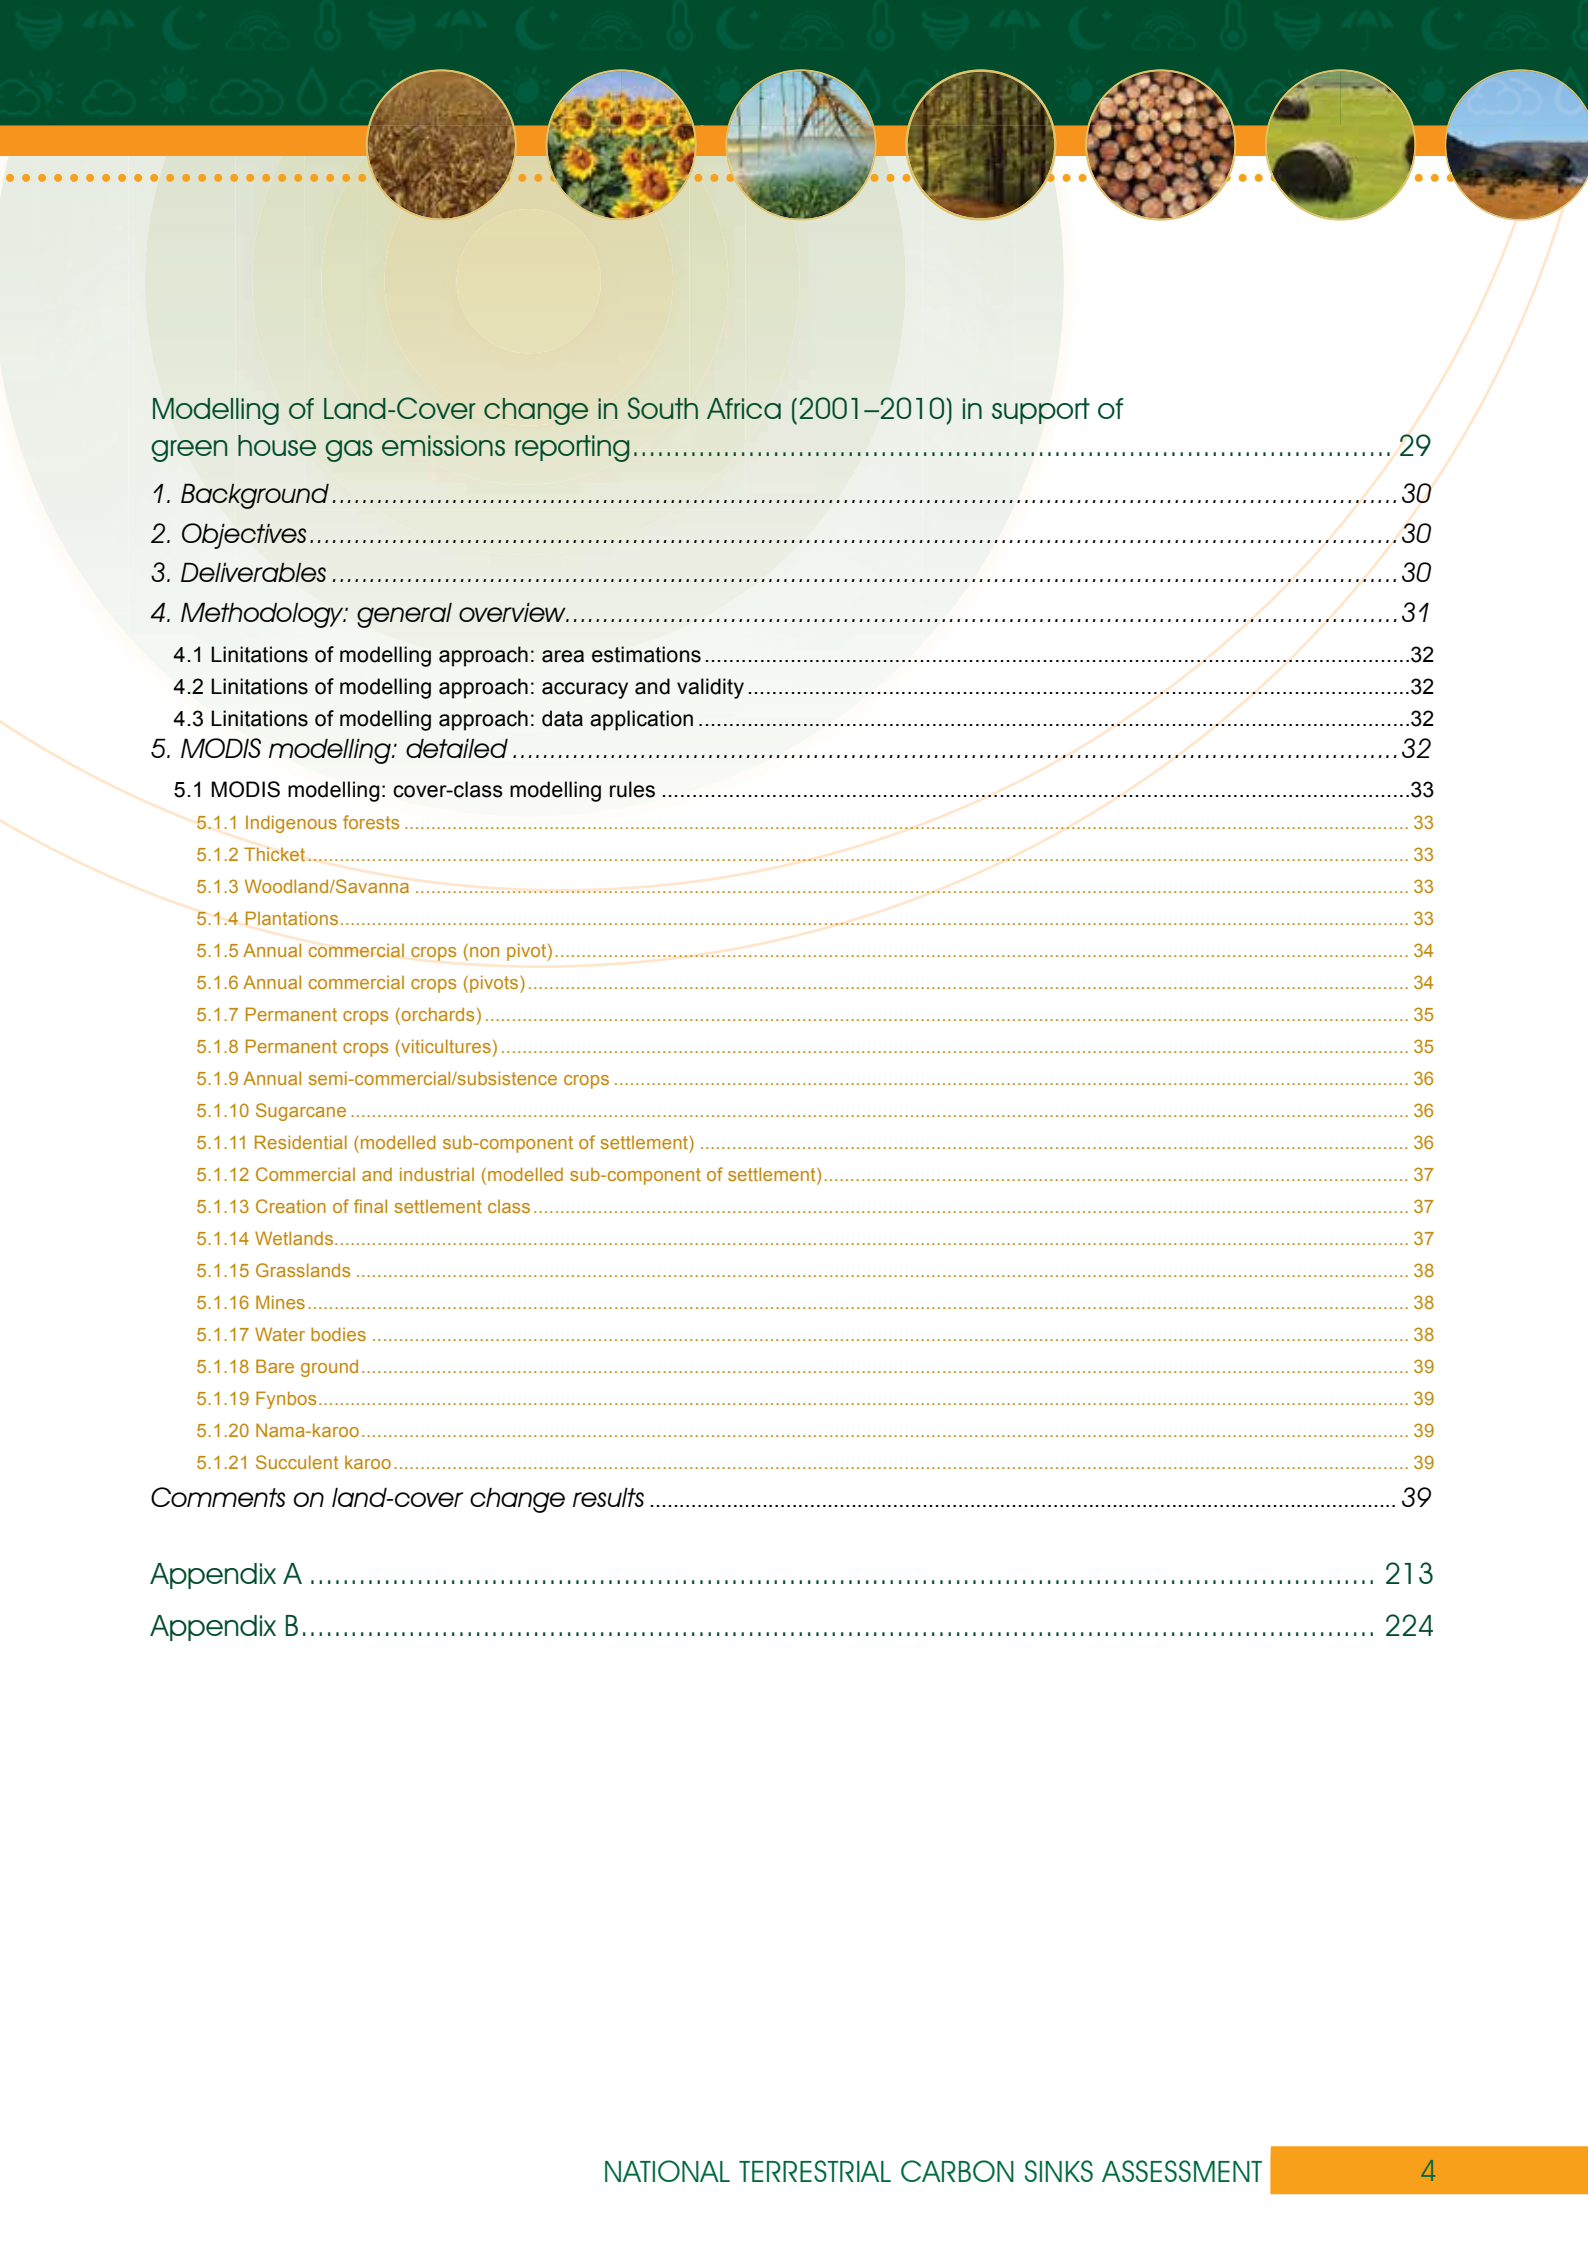 Modelling of Land-Cover change in South Africa (2001–2010) in support of
green house gas emissions reporting 29
1. Background 30
2. Objectives 30
3. Deliverables 30
4. Methodology: general overview 31
4.1 Linitations of modelling approach: area estimations 32
4.2 Linitations of modelling approach: accuracy and validity 32
4.3 Linitations of modelling approach: data application 32
5. MODIS modelling: detailed 32
5.1 MODIS modelling: cover-class modelling rules 33
5.1.1 Indigenous forests 33
5.1.2 Thicket 33
5.1.3 Woodland/Savanna 33
5.1.4 Plantations 33
5.1.5 Annual commercial crops (non pivot) 34
5.1.6 Annual commercial crops (pivots) 34
5.1.7 Permanent crops (orchards) 35
5.1.8 Permanent crops (viticultures) 35
5.1.9 Annual semi-commercial/subsistence crops 36
5.1.10 Sugarcane 36
5.1.11 Residential (modelled sub-component of settlement) 36
5.1.12 Commercial and industrial (modelled sub-component of settlement) 37
5.1.13 Creation of final settlement class 37
5.1.14 Wetlands 37
5.1.15 Grasslands 38
5.1.16 Mines 38
5.1.17 Water bodies 38
5.1.18 Bare ground 39
5.1.19 Fynbos 39
5.1.20 Nama-karoo 39
5.1.21 Succulent karoo 39
Comments on land-cover change results 39
Appendix A 213
Appendix B 224
NATIONAL TERRESTRIAL CARBON SINKS ASSESSMENT 4